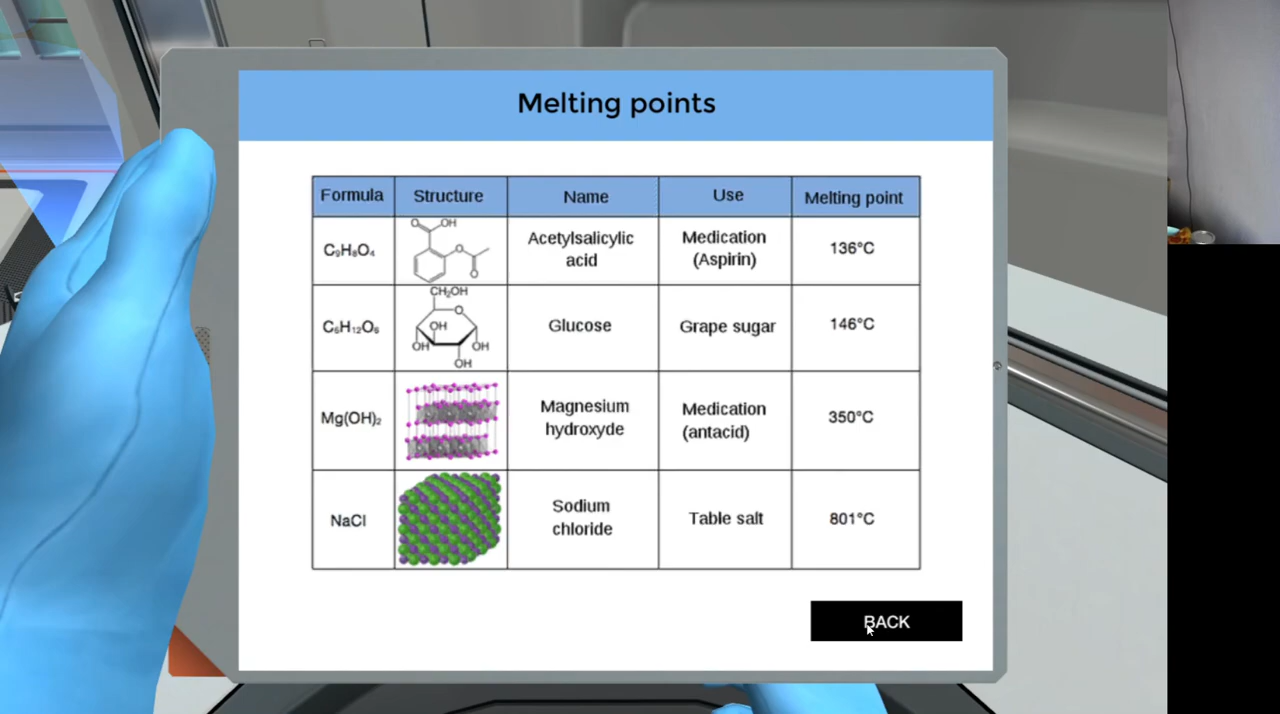 Melting points
Formula Structure Name Use Melting point
C₉H₈O₄
O OH
O
O
Acetylsalicylic
acid
Medication
(Aspirin)
136°C
C₆H₁₂O₆
CH₂OH
O
OH
OH OH
OH
Glucose
Grape sugar
146°C
Mg(OH)₂
Magnesium
hydroxyde
Medication
(antacid)
350°C
NaCl
Sodium
chloride
Table salt
801°C
BACK